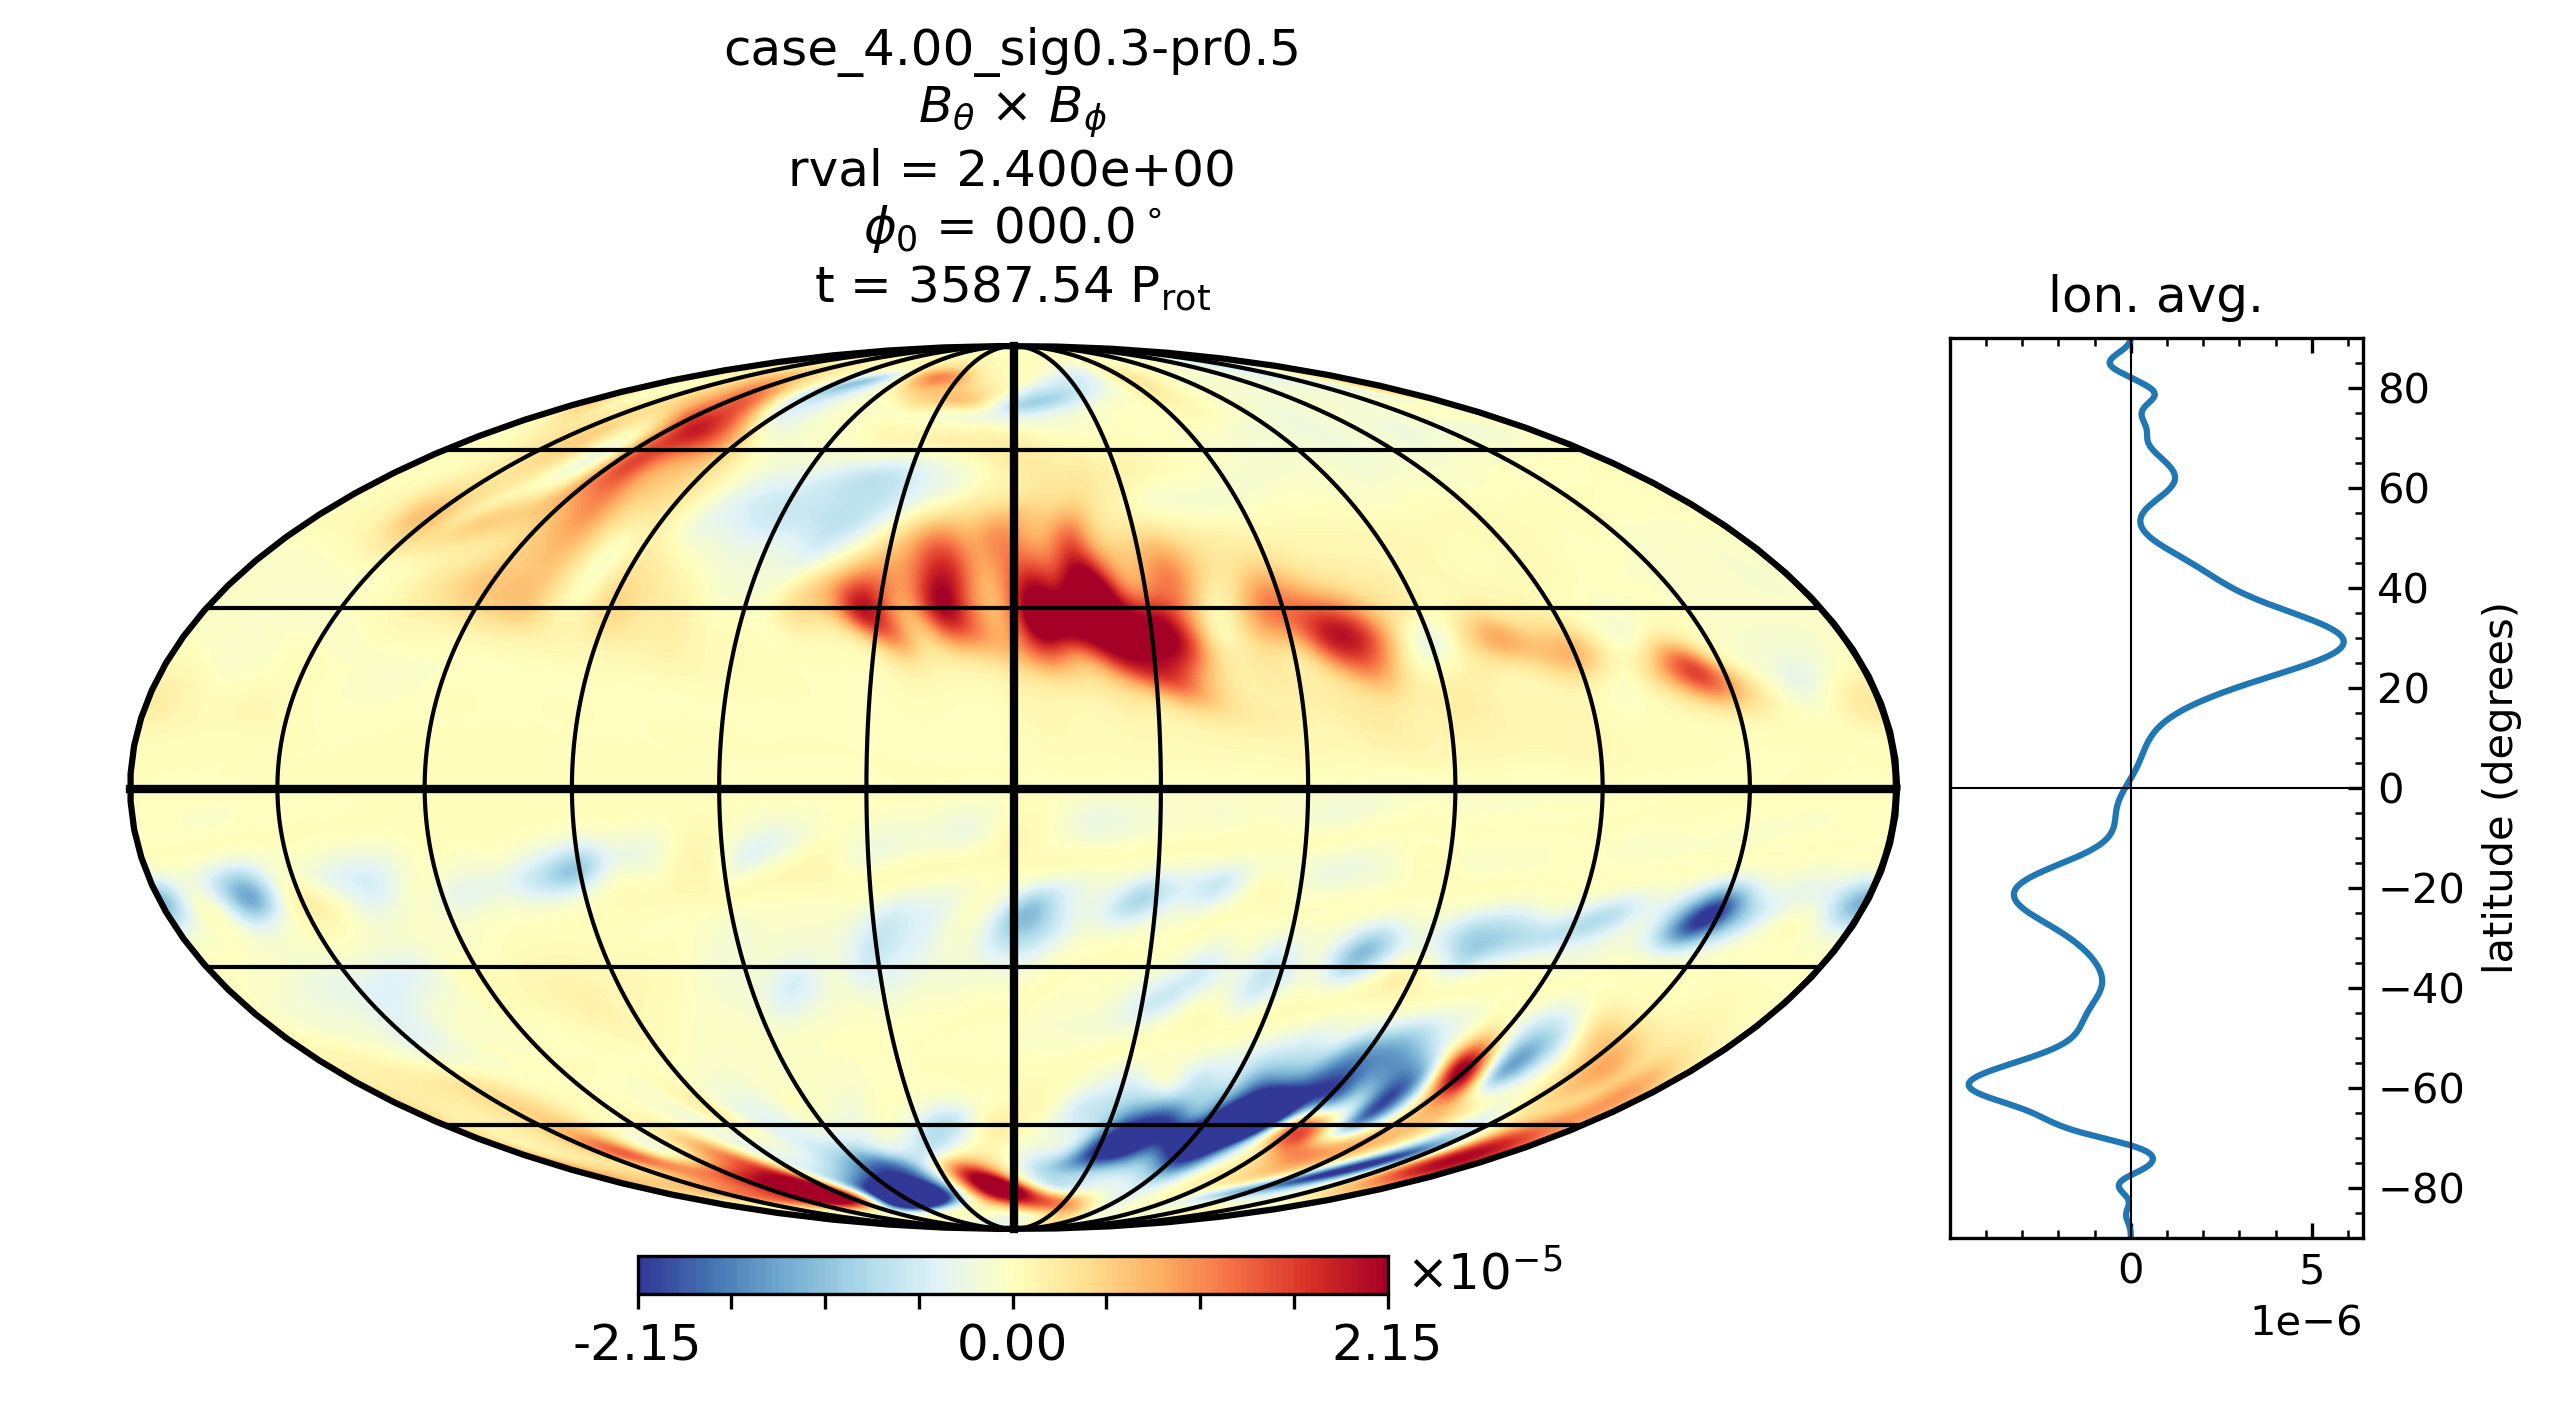 case_4.00_sig0.3-pr0.5
B_θ × B_ϕ
rval = 2.400e+00
ϕ_0 = 000.0°
t = 3587.54 P_rot
lon. avg.
80
60
40
20
0
−20
−40
−60
−80
latitude (degrees)
0 5
1e−6
×10^−5
-2.15 0.00 2.15